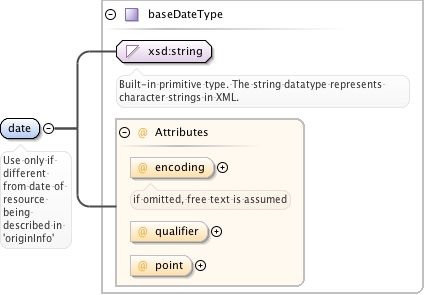 baseDateType
xsd:string
Built-in primitive type. The string datatype represents
character strings in XML.
@ Attributes
@ encoding
if omitted, free text is assumed
@ qualifier
@ point
date
Use only if
different
from date of
resource
being
described in
'originInfo'